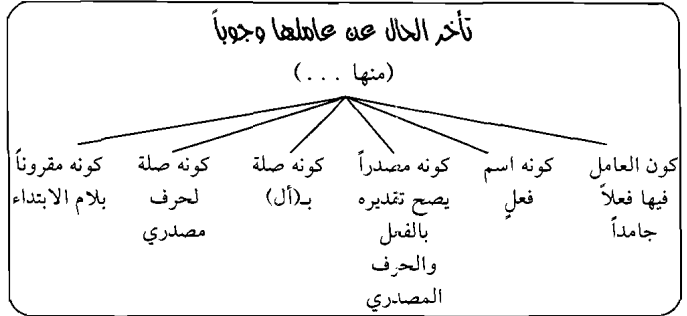 تأخر الحال عن عاملها وجوباً
(منها . . .)
كون العامل
فيها فعلاً
جامداً
كونه اسم
فعلٍ
كونه مصدراً
يصح تقديره
بالفعل
والحرف
المصدري
كونه صلة
بـ(أل)
كونه صلة
لحرف
مصدري
كونه مقروناً
بلام الابتداء